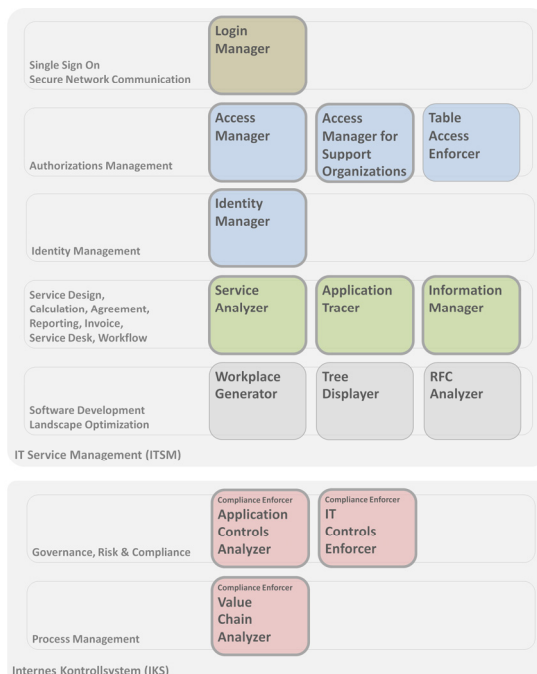 Login
Manager
Single Sign On
Secure Network Communication
Access
Manager
Access
Manager for
Support
Organizations
Table
Access
Enforcer
Authorizations Management
Identity
Manager
Identity Management
Service Design,
Calculation, Agreement,
Reporting, Invoice,
Service Desk, Workflow
Service
Analyzer
Application
Tracer
Information
Manager
Workplace
Generator
Tree
Displayer
RFC
Analyzer
Software Development
Landscape Optimization
IT Service Management (ITSM)
Compliance Enforcer
Application
Controls
Analyzer
Compliance Enforcer
IT
Controls
Enforcer
Governance, Risk & Compliance
Compliance Enforcer
Value
Chain
Analyzer
Process Management
Internes Kontrollsystem (IKS)